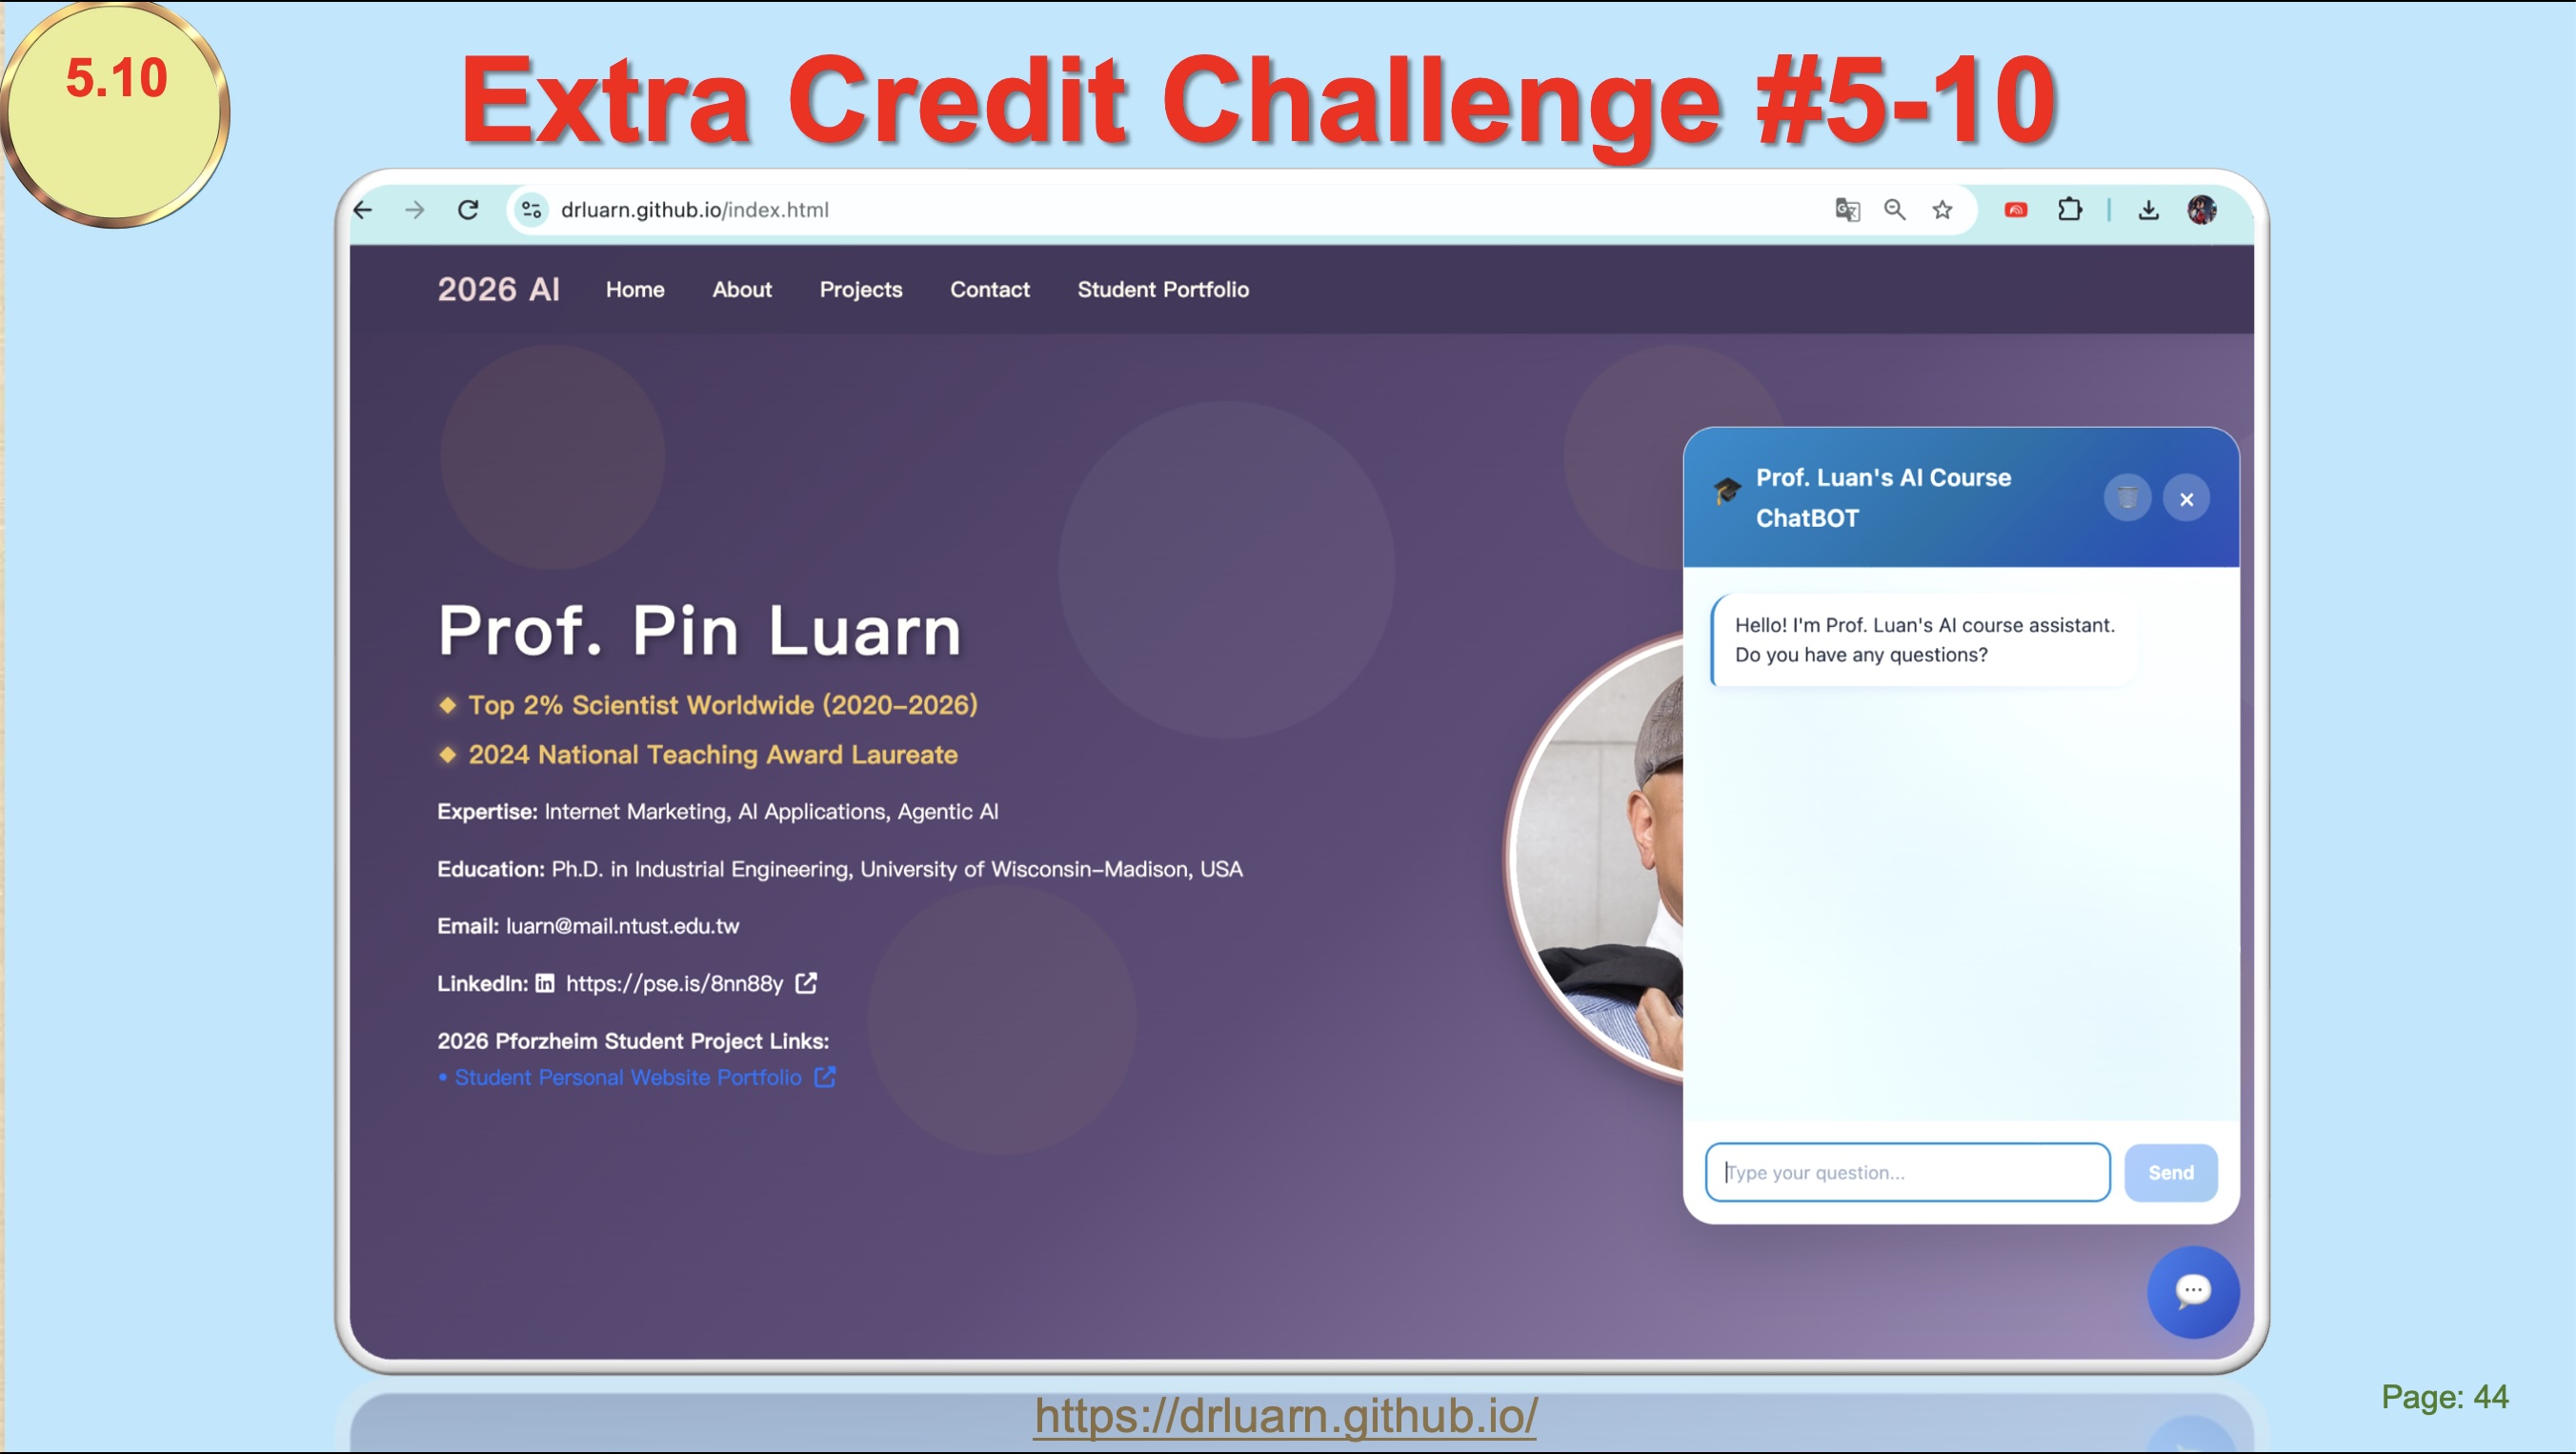 5.10
Extra Credit Challenge #5-10
drluarn.github.io/index.html
2026 AI Home About Projects Contact Student Portfolio
Prof. Pin Luarn
Top 2% Scientist Worldwide (2020–2026)
2024 National Teaching Award Laureate
Expertise: Internet Marketing, AI Applications, Agentic AI
Education: Ph.D. in Industrial Engineering, University of Wisconsin–Madison, USA
Email: luarn@mail.ntust.edu.tw
LinkedIn: in https://pse.is/8nn88y
2026 Pforzheim Student Project Links:
• Student Personal Website Portfolio
Prof. Luan's AI Course
ChatBOT
Hello! I'm Prof. Luan's AI course assistant.
Do you have any questions?
Type your question...
Send
https://drluarn.github.io/
Page: 44